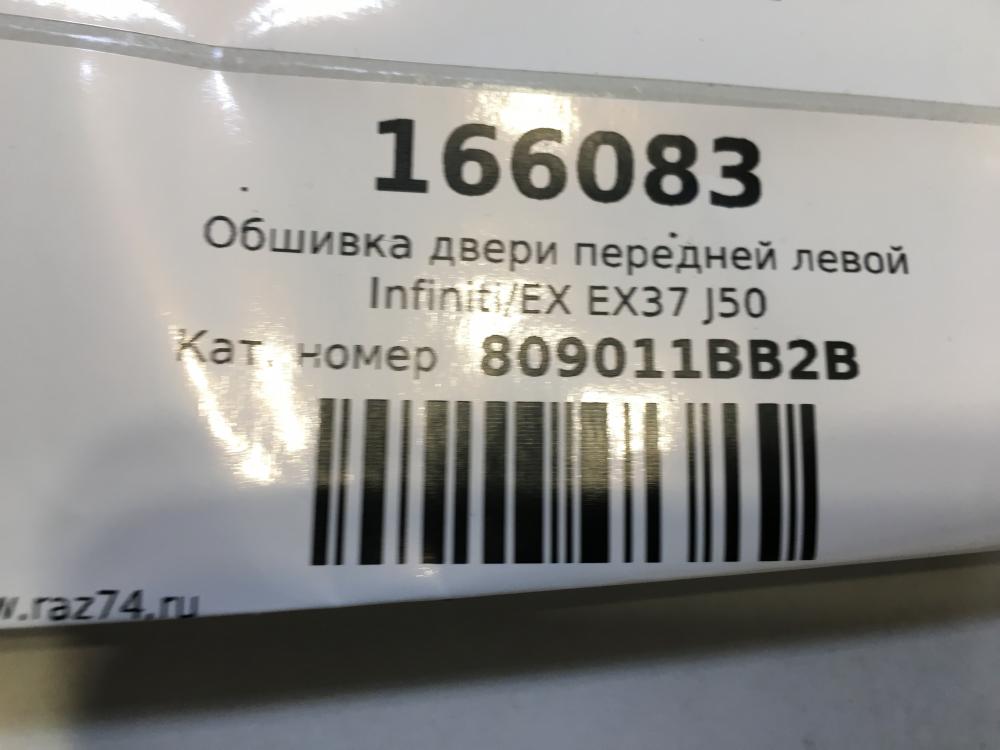 166083
Обшивка двери передней левой
Infiniti/EX EX37 J50
Кат. номер 809011BB2B
w.raz74.ru